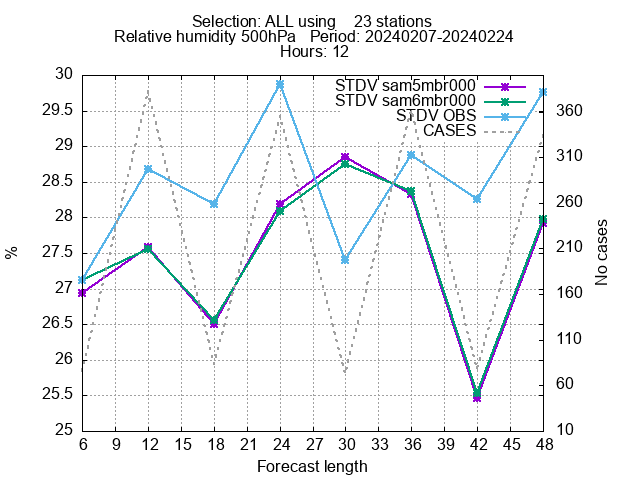 Selection: ALL using    23 stations
Relative humidity 500hPa   Period: 20240207-20240224
Hours: 12
STDV sam5mbr000
STDV sam6mbr000
STDV OBS
CASES
30
29.5
29
28.5
28
27.5
27
26.5
26
25.5
25
%
360
310
260
210
160
110
60
10
No cases
6 9 12 15 18 21 24 27 30 33 36 39 42 45 48
Forecast length